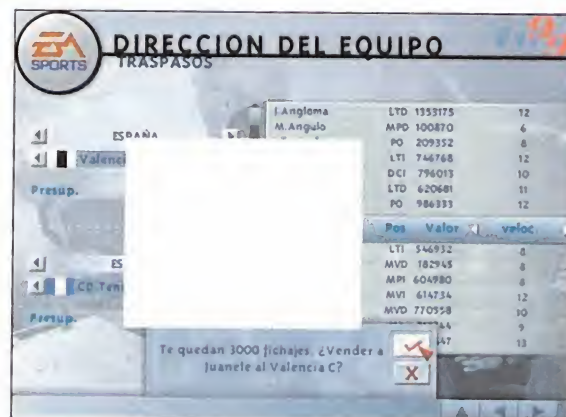 EA
SPORTS
DIRECCION DEL EQUIPO
TRASPASOS
J.Angloma LTD 1353175 12
M.Angulo MPD 100870 6
PO 209352 8
ESPAÑA
LTI 746768 12
Valenci
DCI 796013 10
LTD 620681 11
Presup.
PO 986333 12
Pos Valor veloc.
LTI 546932 8
MVD 182945 8
ES
MPI 604980 8
CD.Tene
MVI 614734 12
MVD 770558 10
Presup.
9
13
Te quedan 3000 fichajes. ¿Vender a
Juanele al Valencia C?
X